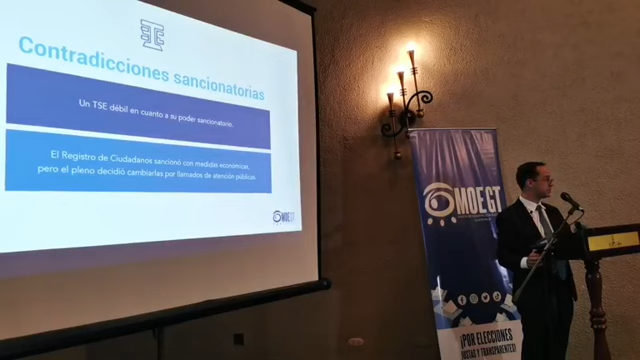 Contradicciones sancionatorias
Un TSE débil en cuanto a su poder sancionatorio.
El Registro de Ciudadanos sancionó con medidas económicas,
pero el pleno decidió cambiarlas por llamados de atención públicas.
MOEGT
MOEGT
¡POR ELECCIONES
JUSTAS Y TRANSPARENTES!